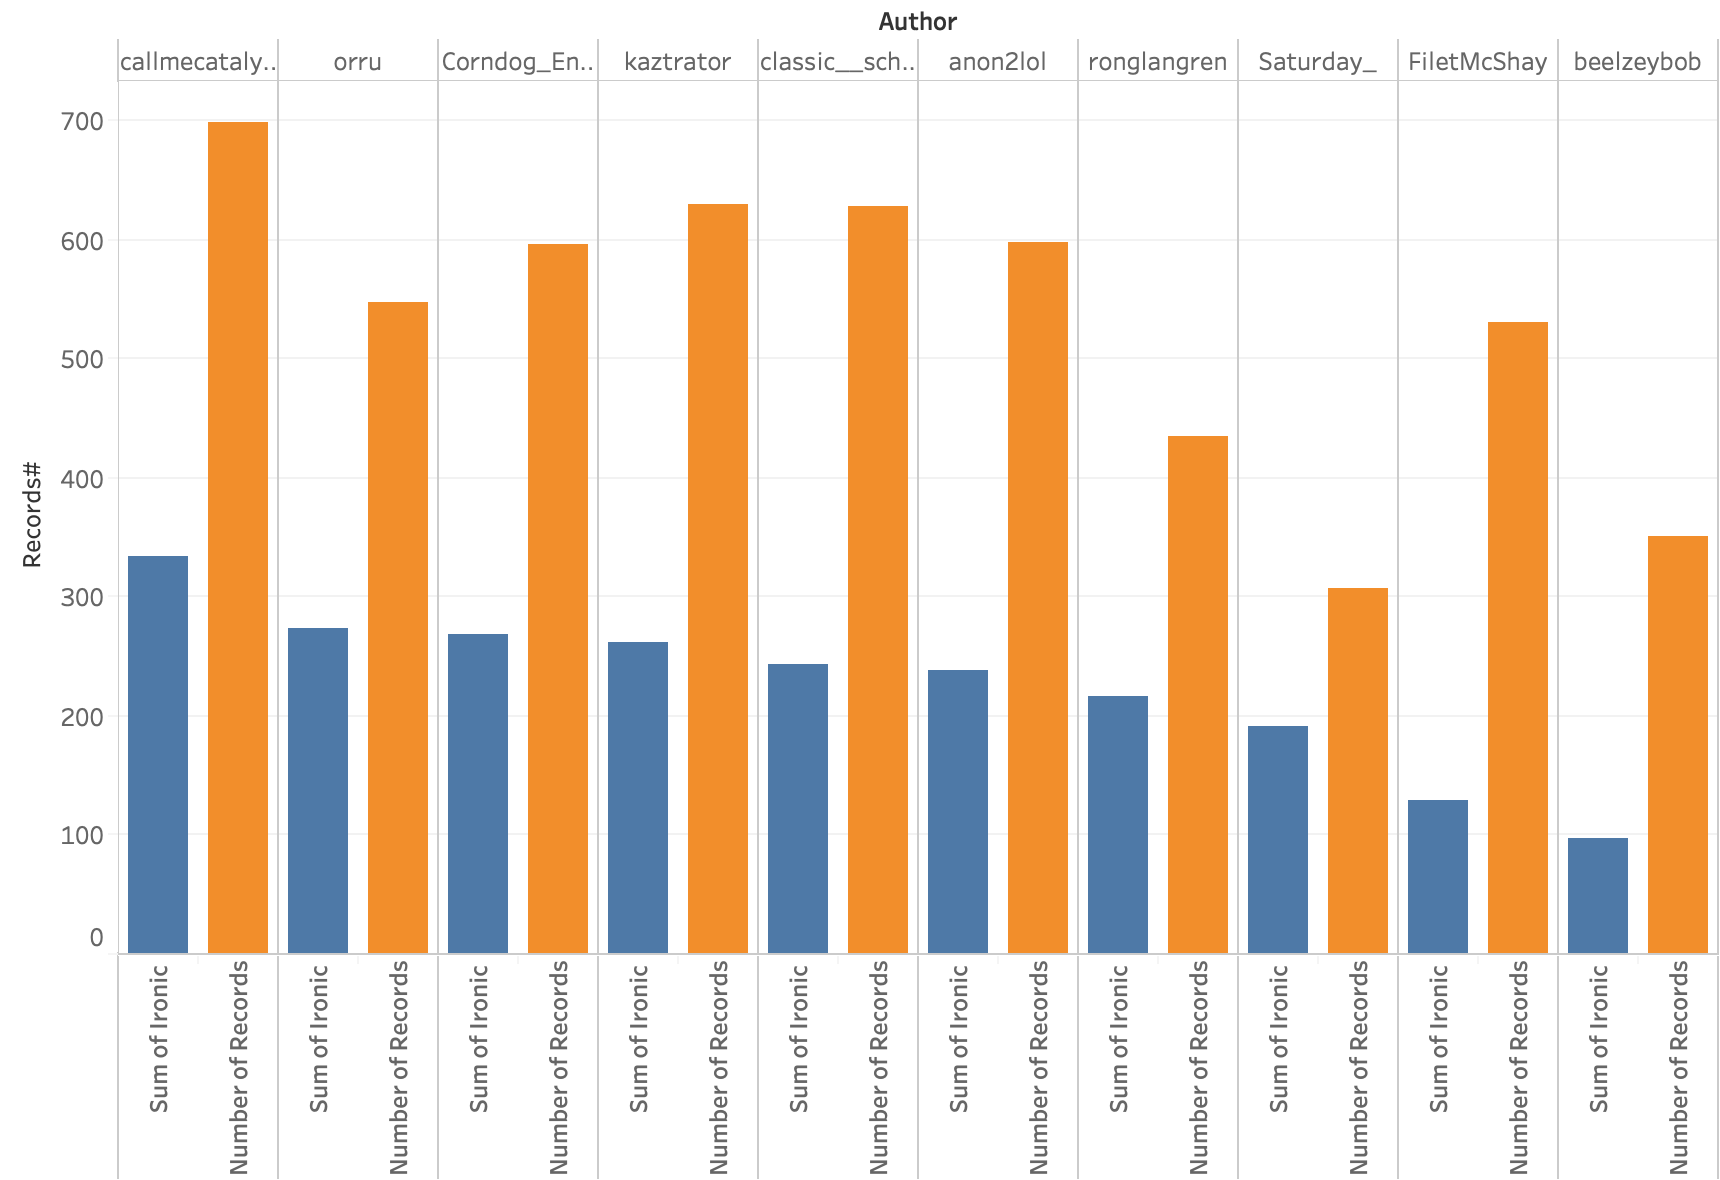 Author
callmecataly..
orru
Corndog_En..
kaztrator
classic__sch..
anon2lol
ronglangren
Saturday_
FiletMcShay
beelzeybob
700
600
500
400
300
200
100
0
Records#
Sum of Ironic
Number of Records
Sum of Ironic
Number of Records
Sum of Ironic
Number of Records
Sum of Ironic
Number of Records
Sum of Ironic
Number of Records
Sum of Ironic
Number of Records
Sum of Ironic
Number of Records
Sum of Ironic
Number of Records
Sum of Ironic
Number of Records
Sum of Ironic
Number of Records